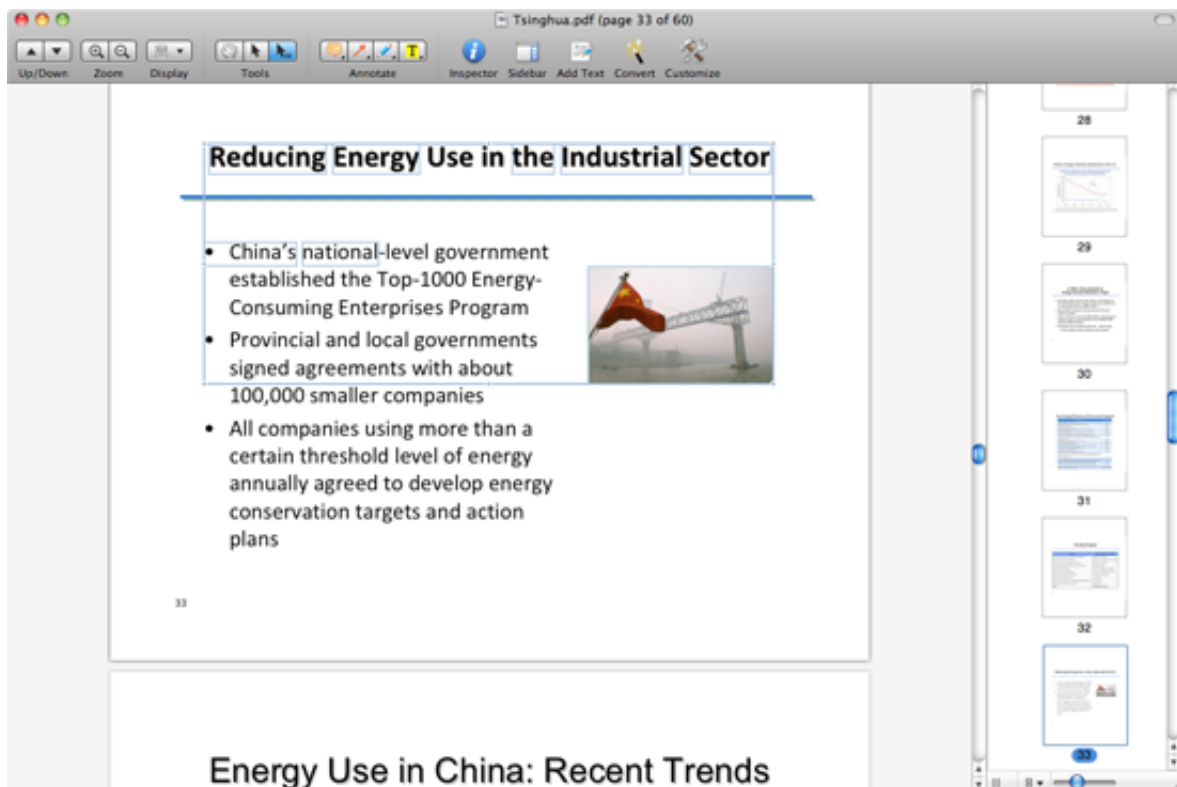 Tsinghua.pdf (page 33 of 60)
Up/Down Zoom Display Tools Annotate Inspector Sidebar Add Text Convert Customize
Reducing Energy Use in the Industrial Sector
• China's national-level government
established the Top-1000 Energy-
Consuming Enterprises Program
• Provincial and local governments
signed agreements with about
100,000 smaller companies
• All companies using more than a
certain threshold level of energy
annually agreed to develop energy
conservation targets and action
plans
33
Energy Use in China: Recent Trends
28
29
30
31
32
33